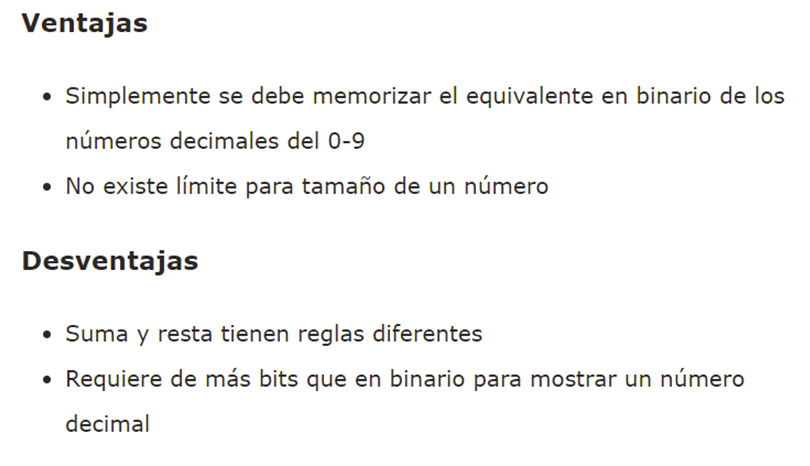 Ventajas
• Simplemente se debe memorizar el equivalente en binario de los
números decimales del 0-9
• No existe límite para tamaño de un número
Desventajas
• Suma y resta tienen reglas diferentes
• Requiere de más bits que en binario para mostrar un número
decimal